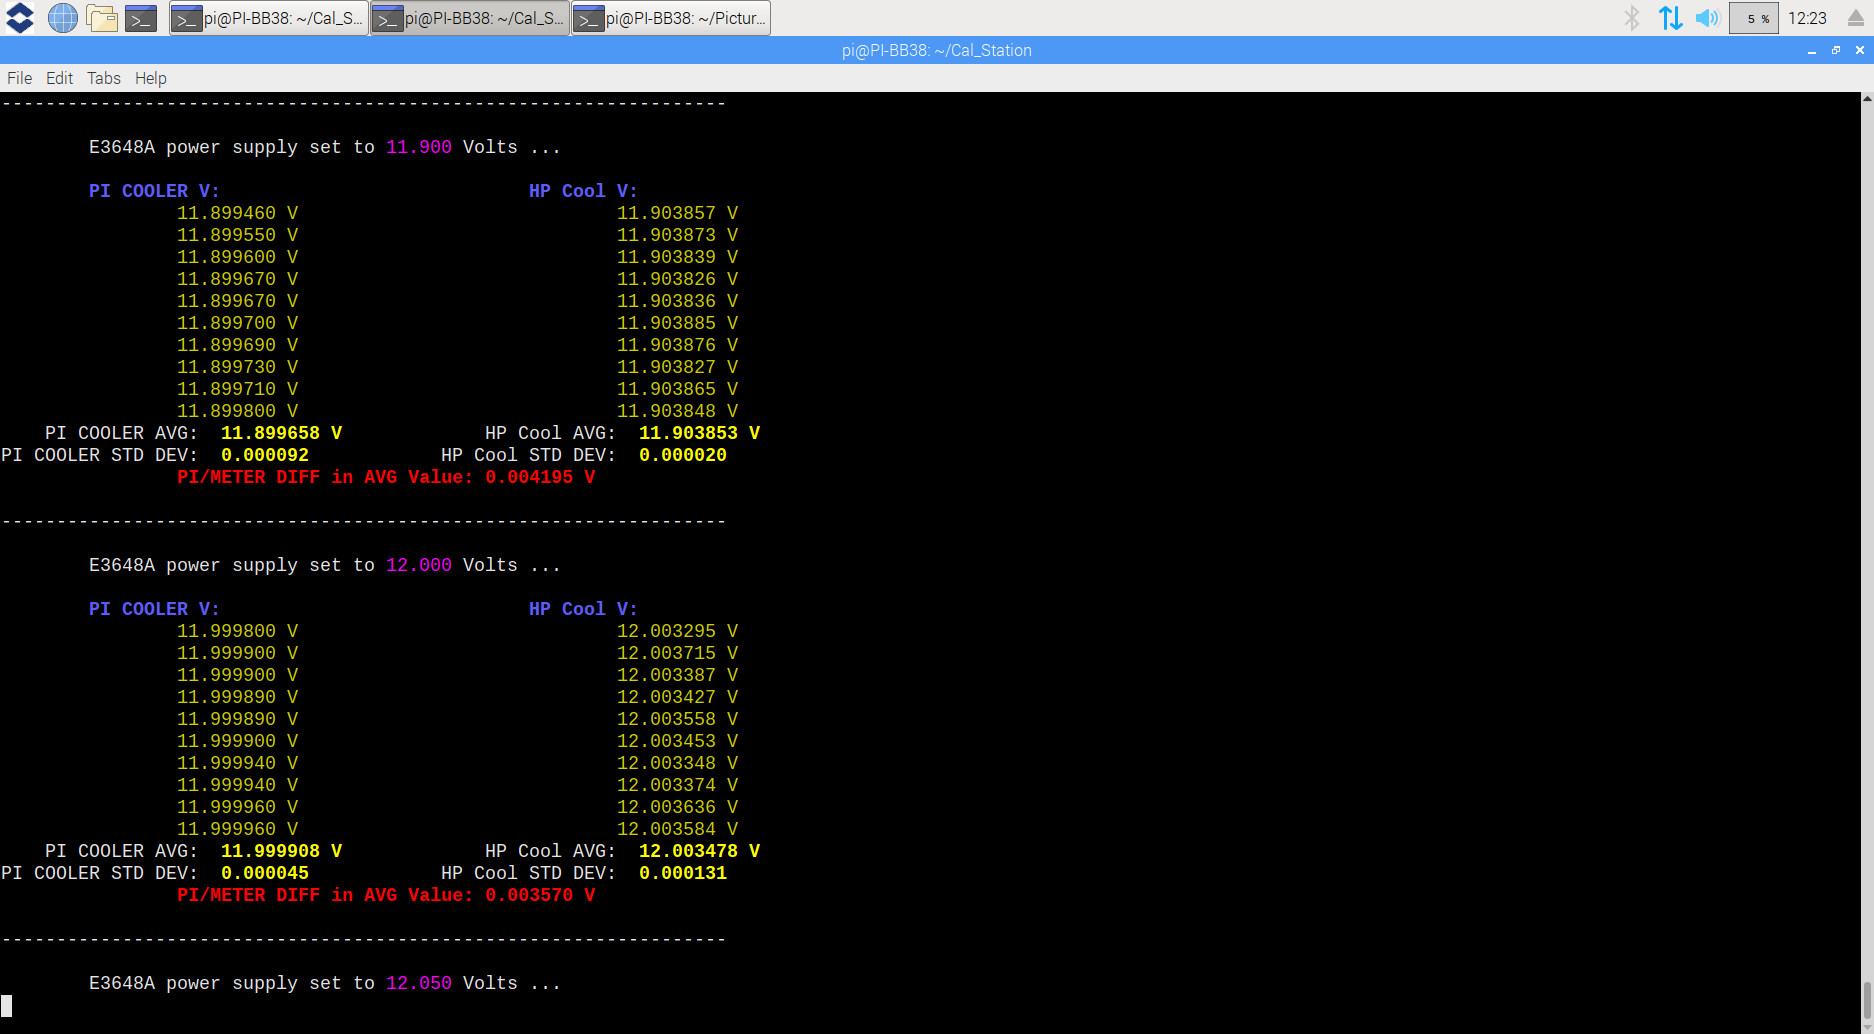 pi@PI-BB38: ~/Cal_S... pi@PI-BB38: ~/Cal_S... pi@PI-BB38: ~/Pictur... 5 % 12:23
pi@PI-BB38: ~/Cal_Station
File Edit Tabs Help
------------------------------------------------------------------
E3648A power supply set to 11.900 Volts ...
PI COOLER V: HP Cool V:
11.899460 V 11.903857 V
11.899550 V 11.903873 V
11.899600 V 11.903839 V
11.899670 V 11.903826 V
11.899670 V 11.903836 V
11.899700 V 11.903885 V
11.899690 V 11.903876 V
11.899730 V 11.903827 V
11.899710 V 11.903865 V
11.899800 V 11.903848 V
PI COOLER AVG: 11.899658 V HP Cool AVG: 11.903853 V
PI COOLER STD DEV: 0.000092 HP Cool STD DEV: 0.000020
PI/METER DIFF in AVG Value: 0.004195 V
------------------------------------------------------------------
E3648A power supply set to 12.000 Volts ...
PI COOLER V: HP Cool V:
11.999800 V 12.003295 V
11.999900 V 12.003715 V
11.999900 V 12.003387 V
11.999890 V 12.003427 V
11.999890 V 12.003558 V
11.999900 V 12.003453 V
11.999940 V 12.003348 V
11.999940 V 12.003374 V
11.999960 V 12.003636 V
11.999960 V 12.003584 V
PI COOLER AVG: 11.999908 V HP Cool AVG: 12.003478 V
PI COOLER STD DEV: 0.000045 HP Cool STD DEV: 0.000131
PI/METER DIFF in AVG Value: 0.003570 V
------------------------------------------------------------------
E3648A power supply set to 12.050 Volts ...